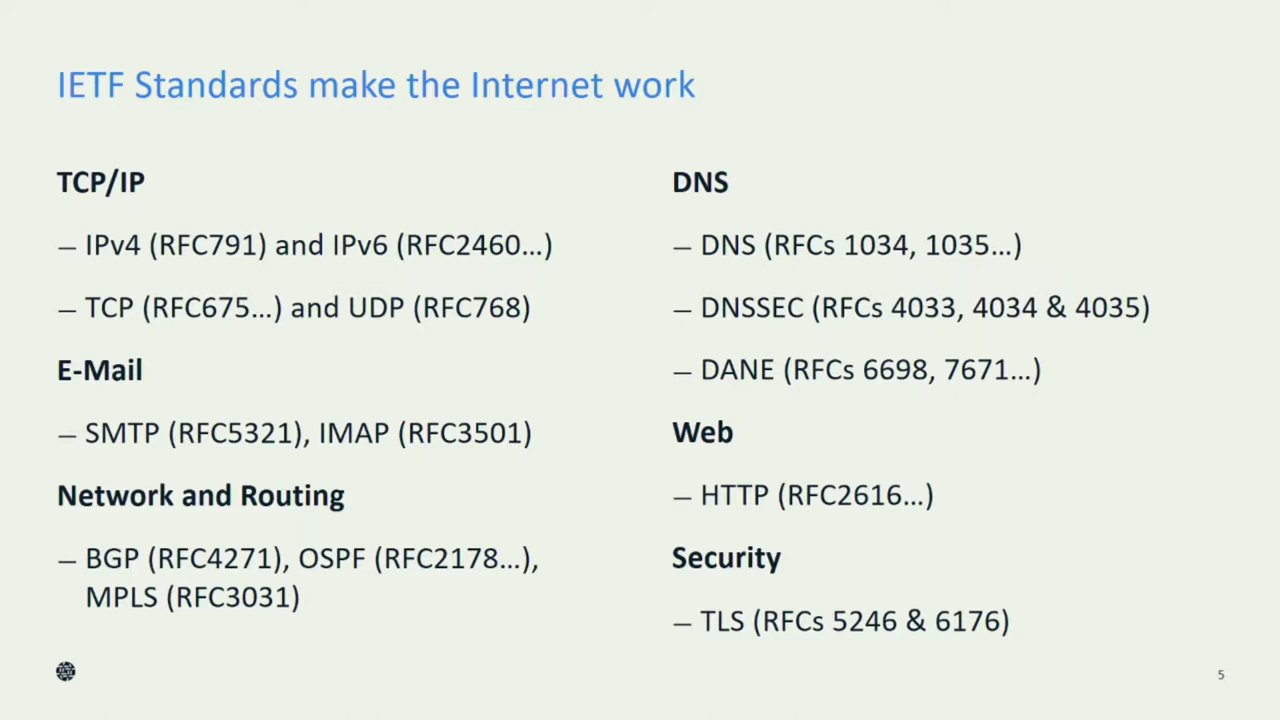 IETF Standards make the Internet work
TCP/IP
– IPv4 (RFC791) and IPv6 (RFC2460...)
– TCP (RFC675...) and UDP (RFC768)
E-Mail
– SMTP (RFC5321), IMAP (RFC3501)
Network and Routing
– BGP (RFC4271), OSPF (RFC2178...),
MPLS (RFC3031)
DNS
– DNS (RFCs 1034, 1035...)
– DNSSEC (RFCs 4033, 4034 & 4035)
– DANE (RFCs 6698, 7671...)
Web
– HTTP (RFC2616...)
Security
– TLS (RFCs 5246 & 6176)
5